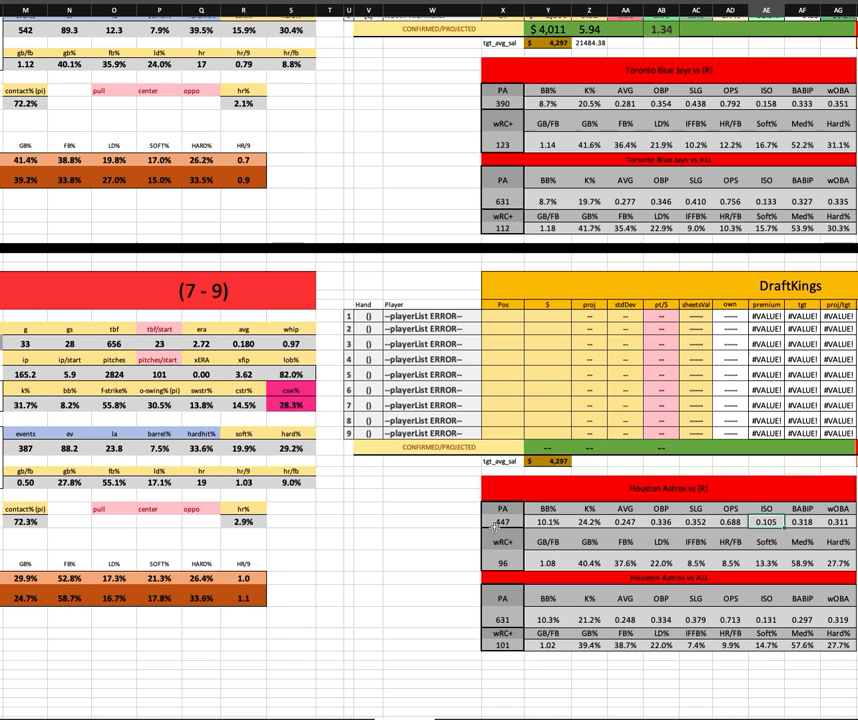 M N O P Q R S T U V W X Y Z AA AB AC AD AE AF AG
542 89.3 12.3 7.9% 39.5% 15.9% 30.4%
CONFIRMED/PROJECTED $ 4,011 5.94 1.34
gb/fb gb% fb% ld% hr hr/9 hr/fb
tgt_avg_sal $ 4,297 21484.38
1.12 40.1% 35.9% 24.0% 17 0.79 8.8%
Toronto Blue Jays vs (R)
contact% (pi) pull center oppo hr%
PA BB% K% AVG OBP SLG OPS ISO BABIP wOBA
72.2% 2.1%
390 8.7% 20.5% 0.281 0.354 0.438 0.792 0.158 0.333 0.351
wRC+ GB/FB GB% FB% LD% IFFB% HR/FB Soft% Med% Hard%
GB% FB% LD% SOFT% HARD% HR/9
123 1.14 41.6% 36.4% 21.9% 10.2% 12.2% 16.7% 52.2% 31.1%
41.4% 38.8% 19.8% 17.0% 26.2% 0.7
Toronto Blue Jays vs ALL
39.2% 33.8% 27.0% 15.0% 33.5% 0.9
PA BB% K% AVG OBP SLG OPS ISO BABIP wOBA
631 8.7% 19.7% 0.277 0.346 0.410 0.756 0.133 0.327 0.335
wRC+ GB/FB GB% FB% LD% IFFB% HR/FB Soft% Med% Hard%
112 1.18 41.7% 35.4% 22.9% 9.0% 10.3% 15.7% 53.9% 30.3%
(7 - 9)
DraftKings
Hand Player Pos $ proj stdDev pt/$ sheetsVal own premium tgt proj/tgt
1 () --playerList ERROR-- -- -- -- ----- ----- #VALUE! #VALUE! #VALUE!
g gs tbf tbf/start era avg whip
2 () --playerList ERROR-- -- -- -- ----- ----- #VALUE! #VALUE! #VALUE!
33 28 656 23 2.72 0.180 0.97
3 () --playerList ERROR-- -- -- -- ----- ----- #VALUE! #VALUE! #VALUE!
ip ip/start pitches pitches/start xERA xfip lob%
4 () --playerList ERROR-- -- -- -- ----- ----- #VALUE! #VALUE! #VALUE!
165.2 5.9 2824 101 0.00 3.62 82.0%
5 () --playerList ERROR-- -- -- -- ----- ----- #VALUE! #VALUE! #VALUE!
k% bb% f-strike% o-swing% (pi) swstr% cstr% csw%
6 () --playerList ERROR-- -- -- -- ----- ----- #VALUE! #VALUE! #VALUE!
31.7% 8.2% 55.8% 30.5% 13.8% 14.5% 28.3%
7 () --playerList ERROR-- -- -- -- ----- ----- #VALUE! #VALUE! #VALUE!
8 () --playerList ERROR-- -- -- -- ----- ----- #VALUE! #VALUE! #VALUE!
events ev la barrel% hardhit% soft% hard%
9 () --playerList ERROR-- -- -- -- ----- ----- #VALUE! #VALUE! #VALUE!
387 88.2 23.8 7.5% 33.6% 19.9% 29.2%
CONFIRMED/PROJECTED -- -- --
tgt_avg_sal $ 4,297
gb/fb gb% fb% ld% hr hr/9 hr/fb
0.50 27.8% 55.1% 17.1% 19 1.03 9.0%
Houston Astros vs (R)
contact% (pi) pull center oppo hr%
PA BB% K% AVG OBP SLG OPS ISO BABIP wOBA
72.3% 2.9%
447 10.1% 24.2% 0.247 0.336 0.352 0.688 0.105 0.318 0.311
wRC+ GB/FB GB% FB% LD% IFFB% HR/FB Soft% Med% Hard%
GB% FB% LD% SOFT% HARD% HR/9
96 1.08 40.4% 37.6% 22.0% 8.5% 8.5% 13.3% 58.9% 27.7%
29.9% 52.8% 17.3% 21.3% 26.4% 1.0
Houston Astros vs ALL
24.7% 58.7% 16.7% 17.8% 33.6% 1.1
PA BB% K% AVG OBP SLG OPS ISO BABIP wOBA
631 10.3% 21.2% 0.248 0.334 0.379 0.713 0.131 0.297 0.319
wRC+ GB/FB GB% FB% LD% IFFB% HR/FB Soft% Med% Hard%
101 1.02 39.4% 38.7% 22.0% 7.4% 9.9% 14.7% 57.6% 27.7%